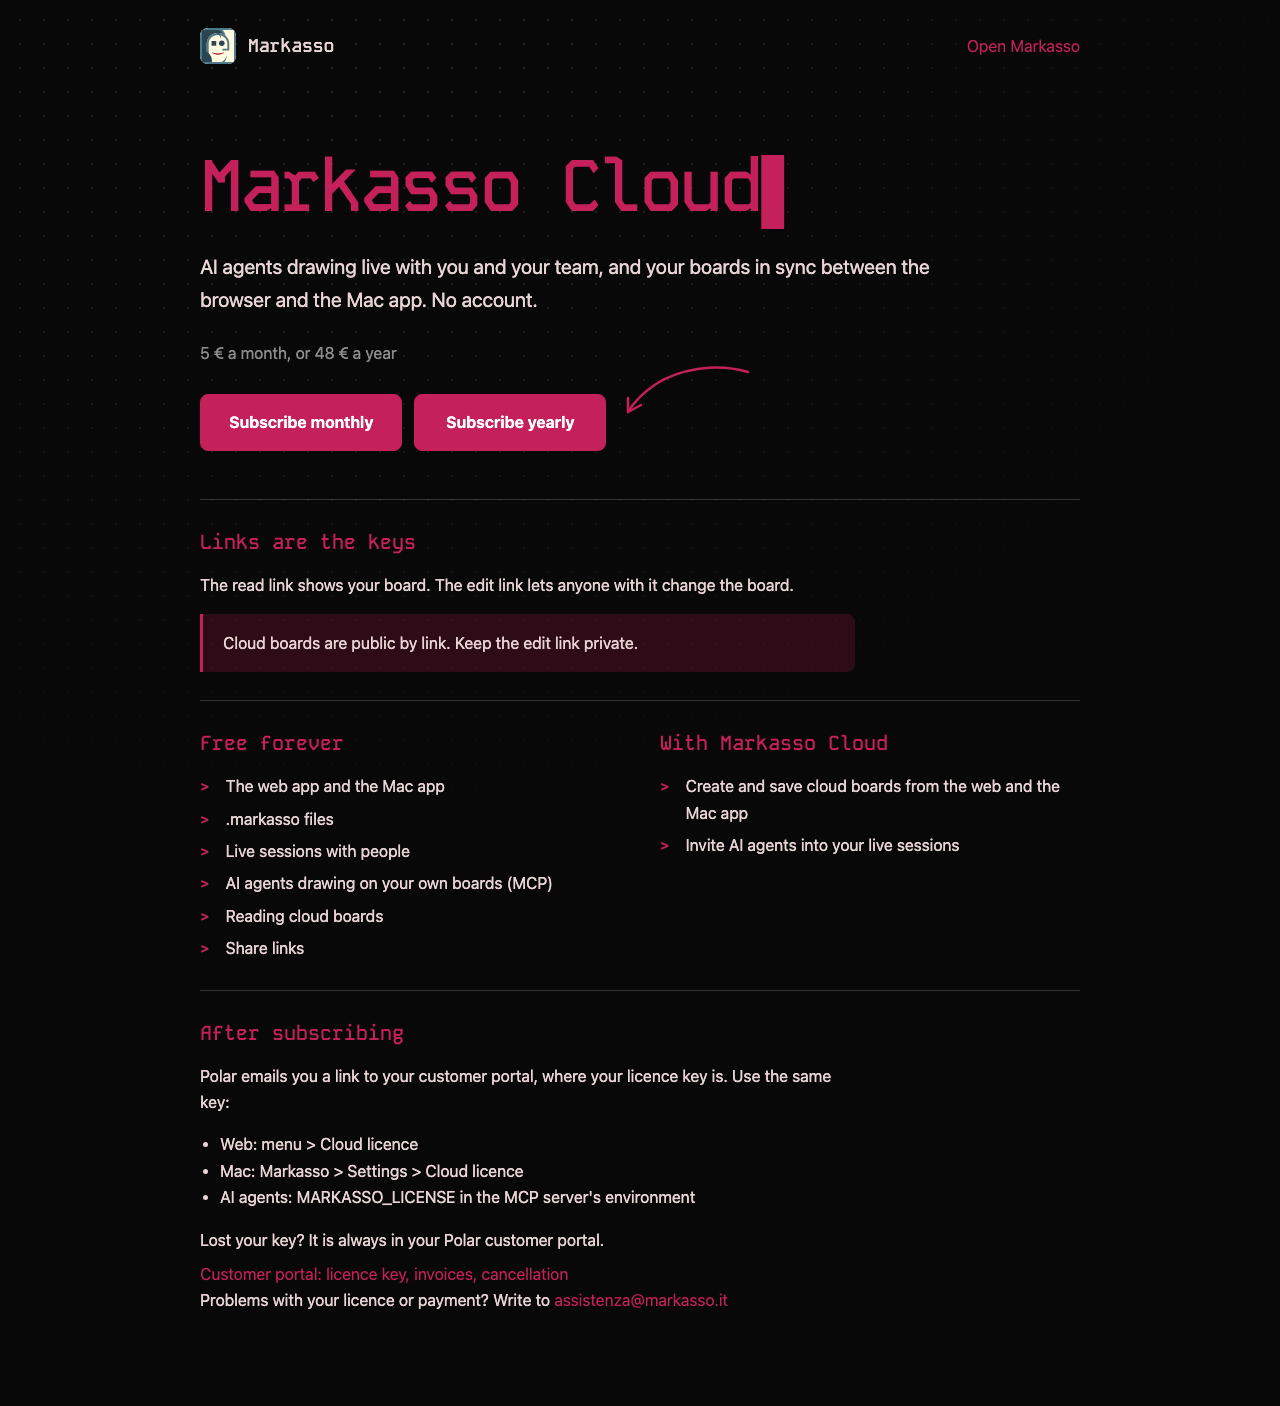 Markasso
Open Markasso
Markasso Cloud
AI agents drawing live with you and your team, and your boards in sync between the
browser and the Mac app. No account.
5 € a month, or 48 € a year
Subscribe monthly
Subscribe yearly
Links are the keys
The read link shows your board. The edit link lets anyone with it change the board.
Cloud boards are public by link. Keep the edit link private.
Free forever
> The web app and the Mac app
> .markasso files
> Live sessions with people
> AI agents drawing on your own boards (MCP)
> Reading cloud boards
> Share links
With Markasso Cloud
> Create and save cloud boards from the web and the
Mac app
> Invite AI agents into your live sessions
After subscribing
Polar emails you a link to your customer portal, where your licence key is. Use the same
key:
• Web: menu > Cloud licence
• Mac: Markasso > Settings > Cloud licence
• AI agents: MARKASSO_LICENSE in the MCP server's environment
Lost your key? It is always in your Polar customer portal.
Customer portal: licence key, invoices, cancellation
Problems with your licence or payment? Write to assistenza@markasso.it